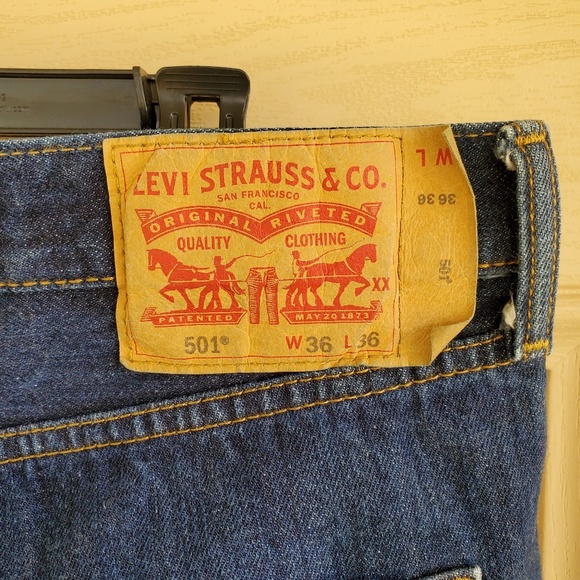 LEVI STRAUSS & CO.
SAN FRANCISCO
CAL.
ORIGINAL RIVETED
QUALITY CLOTHING
XX
PATENTED MAY 20 1873
501® W36 L36
W L
36 36
501®